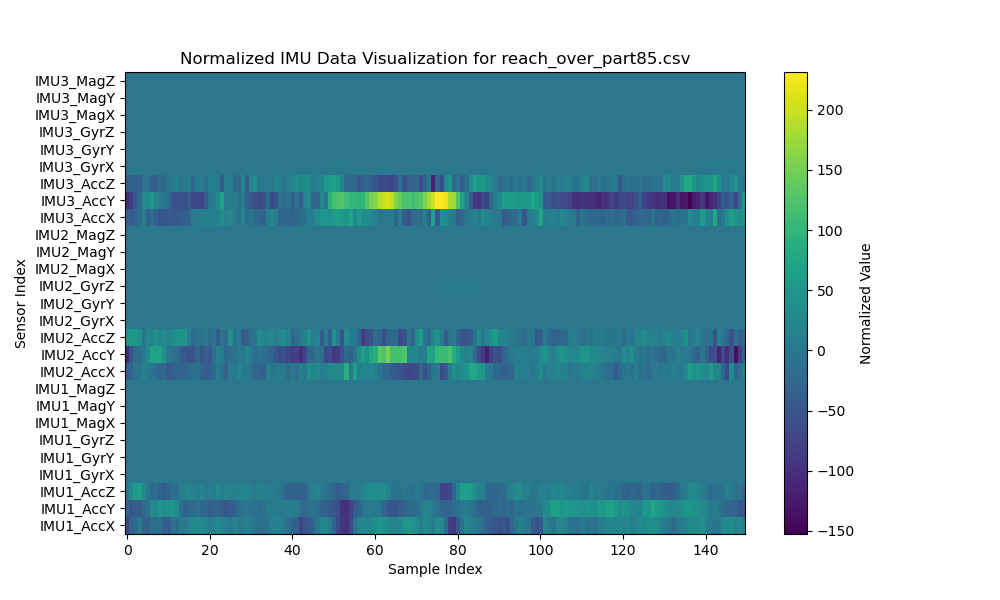 Normalized IMU Data Visualization for reach_over_part85.csv
IMU3_MagZ
IMU3_MagY
IMU3_MagX
IMU3_GyrZ
IMU3_GyrY
IMU3_GyrX
IMU3_AccZ
IMU3_AccY
IMU3_AccX
IMU2_MagZ
IMU2_MagY
IMU2_MagX
IMU2_GyrZ
IMU2_GyrY
IMU2_GyrX
IMU2_AccZ
IMU2_AccY
IMU2_AccX
IMU1_MagZ
IMU1_MagY
IMU1_MagX
IMU1_GyrZ
IMU1_GyrY
IMU1_GyrX
IMU1_AccZ
IMU1_AccY
IMU1_AccX
Sensor Index
0 20 40 60 80 100 120 140
Sample Index
200
150
100
50
0
−50
−100
−150
Normalized Value